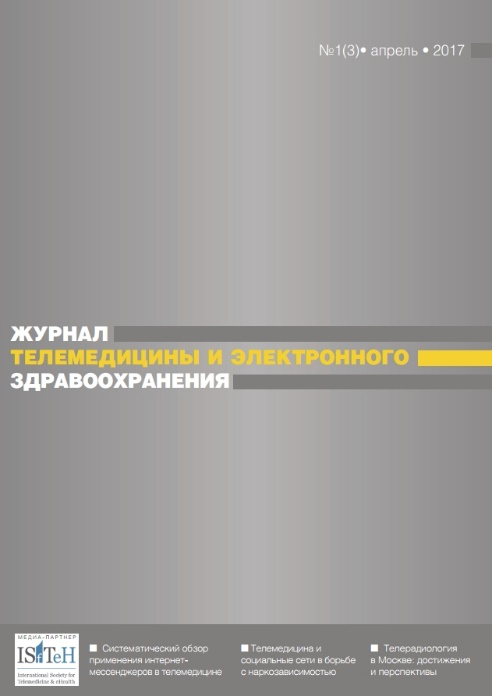 №1(3)• апрель • 2017
ЖУРНАЛ
ТЕЛЕМЕДИЦИНЫ И ЭЛЕКТРОННОГО
ЗДРАВООХРАНЕНИЯ
МЕДИА-ПАРТНЕР
ISfTeH
International Society for
Telemedicine & eHealth
Систематический обзор
применения интернет-
мессенджеров в телемедицине
Телемедицина и
социальные сети в борьбе
с наркозависимостью
Телерадиология
в Москве: достижения
и перспективы